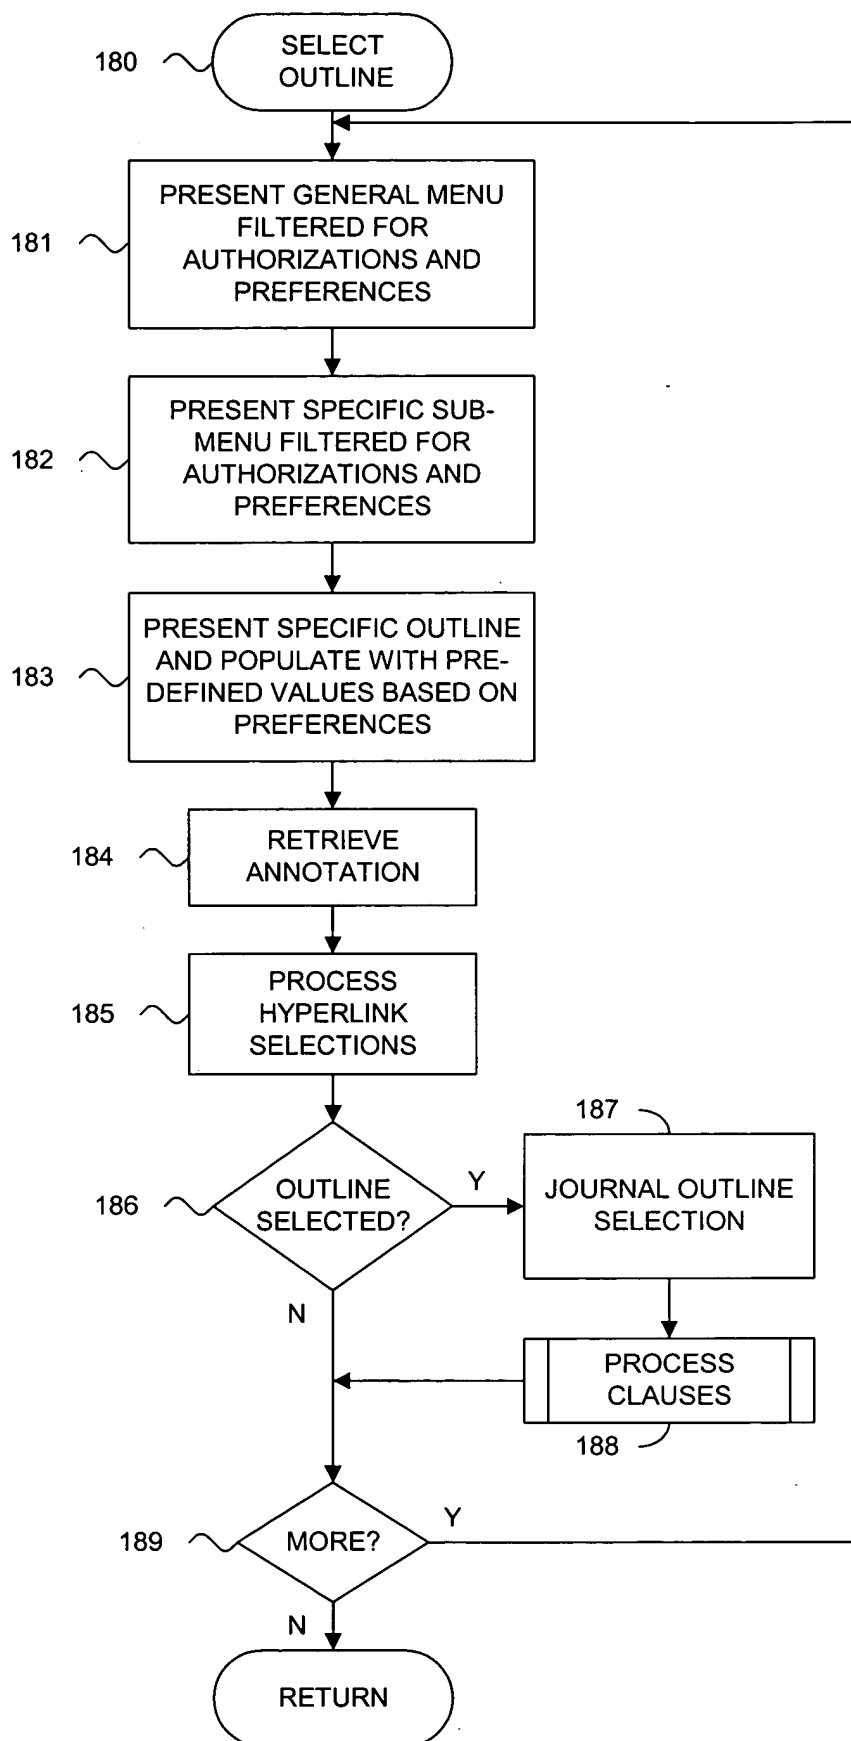 180
SELECT
OUTLINE
181
PRESENT GENERAL MENU
FILTERED FOR
AUTHORIZATIONS AND
PREFERENCES
182
PRESENT SPECIFIC SUB-
MENU FILTERED FOR
AUTHORIZATIONS AND
PREFERENCES
183
PRESENT SPECIFIC OUTLINE
AND POPULATE WITH PRE-
DEFINED VALUES BASED ON
PREFERENCES
184
RETRIEVE
ANNOTATION
185
PROCESS
HYPERLINK
SELECTIONS
186
OUTLINE
SELECTED?
Y
187
JOURNAL OUTLINE
SELECTION
N
PROCESS
CLAUSES
188
189
MORE?
Y
N
RETURN